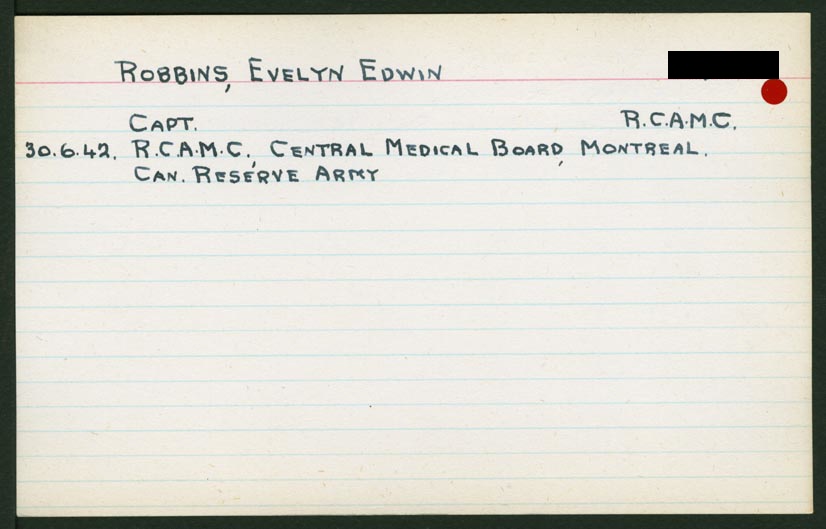 ROBBINS, EVELYN EDWIN
CAPT. R.C.A.M.C.
30.6.42. R.C.A.M.C., CENTRAL MEDICAL BOARD, MONTREAL.
CAN. RESERVE ARMY